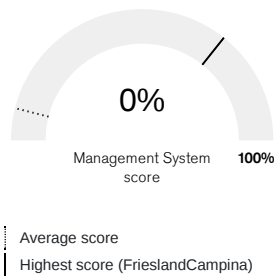 0%
Management System
score
100%
Average score
Highest score (FrieslandCampina)